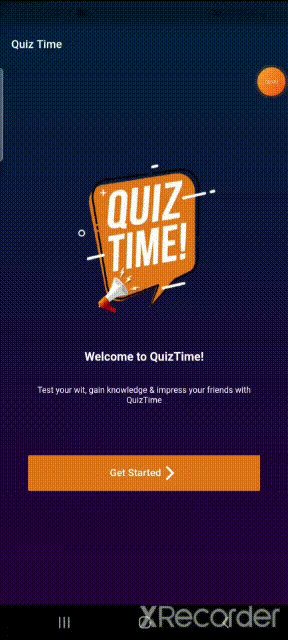 Quiz Time
QUIZ
TIME!
Welcome to QuizTime!
Test your wit, gain knowledge & impress your friends with
QuizTime
Get Started
XRecorder